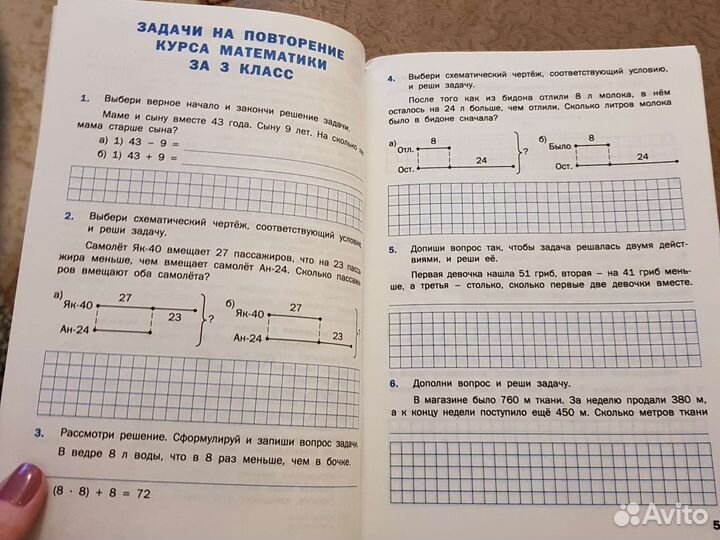 ЗАДАЧИ НА ПОВТОРЕНИЕ
КУРСА МАТЕМАТИКИ
ЗА 3 КЛАСС
1. Выбери верное начало и закончи решение задачи.
Маме и сыну вместе 43 года. Сыну 9 лет. На сколько лет
мама старше сына?
а) 1) 43 – 9 =
б) 1) 43 + 9 =
2. Выбери схематический чертёж, соответствующий условию,
и реши задачу.
Самолёт Як-40 вмещает 27 пассажиров, что на 23 пасса
жира меньше, чем вмещает самолёт Ан-24. Сколько пассажи
ров вмещают оба самолёта?
а) Як-40 27 23 Ан-24 ?
б) Як-40 27 23 Ан-24 ?
3. Рассмотри решение. Сформулируй и запиши вопрос задачи.
В ведре 8 л воды, что в 8 раз меньше, чем в бочке.
(8 · 8) + 8 = 72
4. Выбери схематический чертёж, соответствующий условию,
и реши задачу.
После того как из бидона отлили 8 л молока, в нём
осталось на 24 л больше, чем отлили. Сколько литров молока
было в бидоне сначала?
а) Отл. 8 24 Ост. ?
б) Было 8 24 Ост.
5. Допиши вопрос так, чтобы задача решалась двумя дейст-
виями, и реши её.
Первая девочка нашла 51 гриб, вторая – на 41 гриб мень-
ше, а третья – столько, сколько первые две девочки вместе.
6. Дополни вопрос и реши задачу.
В магазине было 760 м ткани. За неделю продали 380 м,
а к концу недели поступило ещё 450 м. Сколько метров ткани
5
Avito